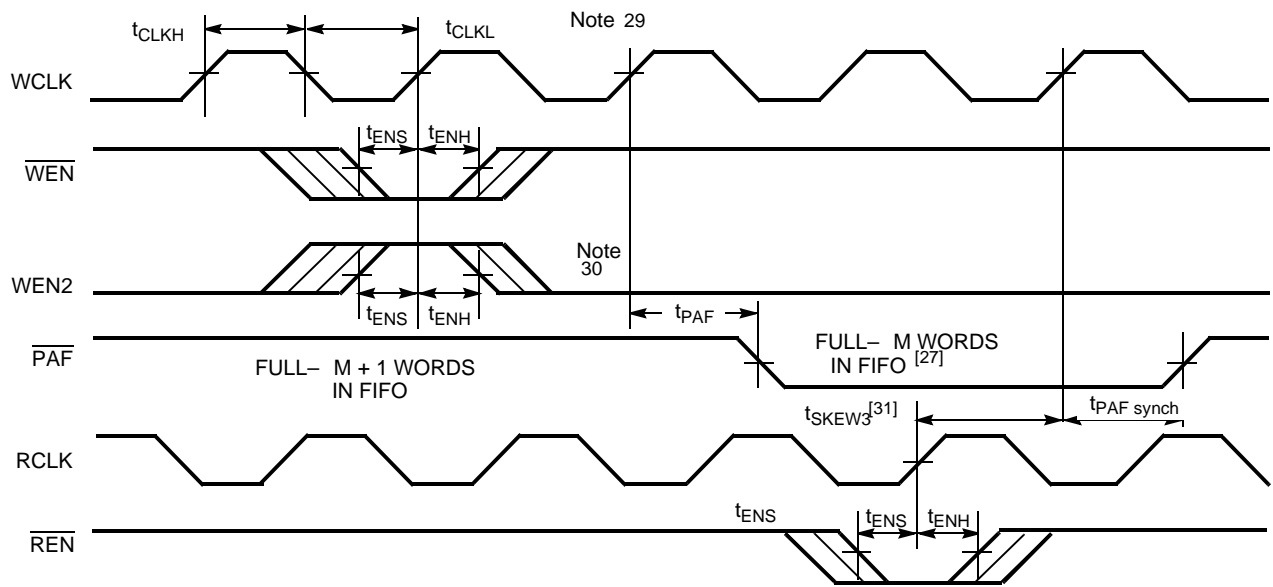 Note 29
tCLKH
tCLKL
WCLK
tENS
tENH
WEN
Note
30
WEN2
tENS
tENH
tPAF
PAF
FULL– M + 1 WORDS
IN FIFO
FULL– M WORDS
IN FIFO [27]
tSKEW3[31]
tPAF synch
RCLK
tENS
tENS
tENH
REN